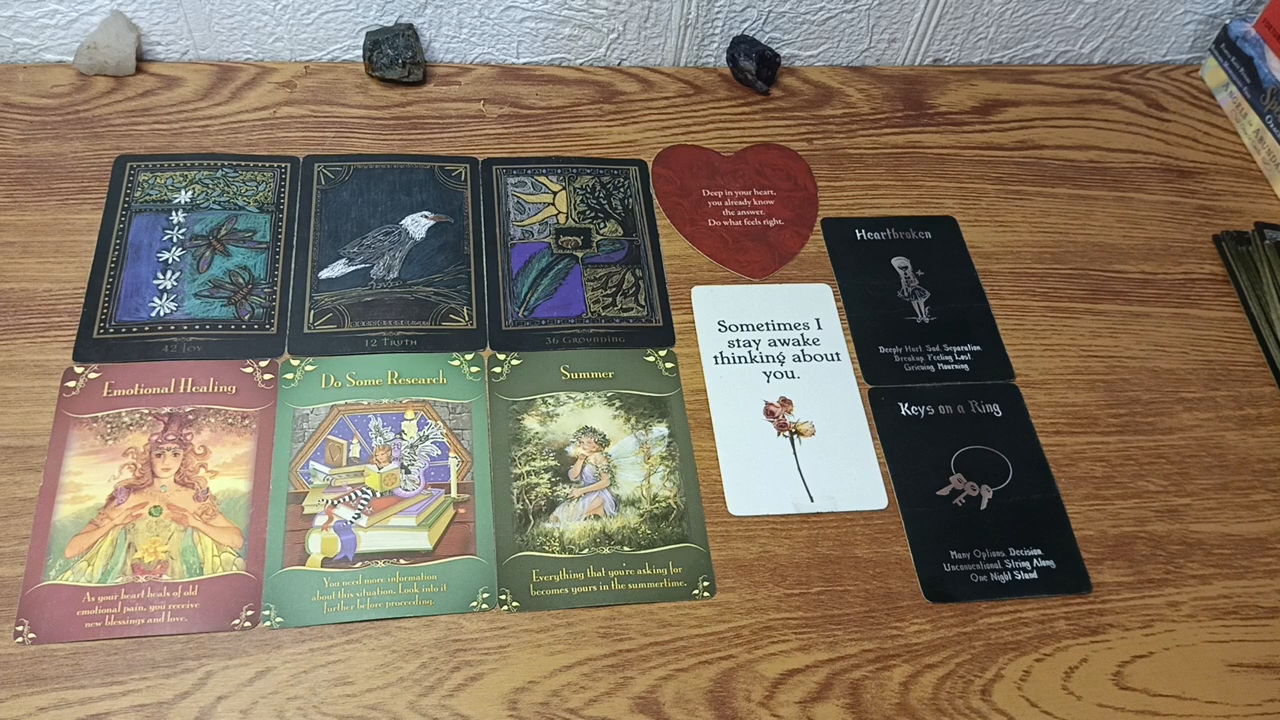 42 Joy
12 Truth
36 Grounding
Deep in your heart,
you already know
the answer.
Do what feels right.
Heartbroken
Deeply Hurt. Sad. Separation.
Breakup. Feeling Lost.
Grieving. Mourning
Sometimes I
stay awake
thinking about
you.
Keys on a Ring
Many Options. Decision.
Unconventional. String Along.
One Night Stand
Emotional Healing
As your heart heals of old
emotional pain, you receive
new blessings and love.
Do Some Research
You need more information
about this situation. Look into it
further before proceeding.
Summer
Everything that you're asking for
becomes yours in the summertime.